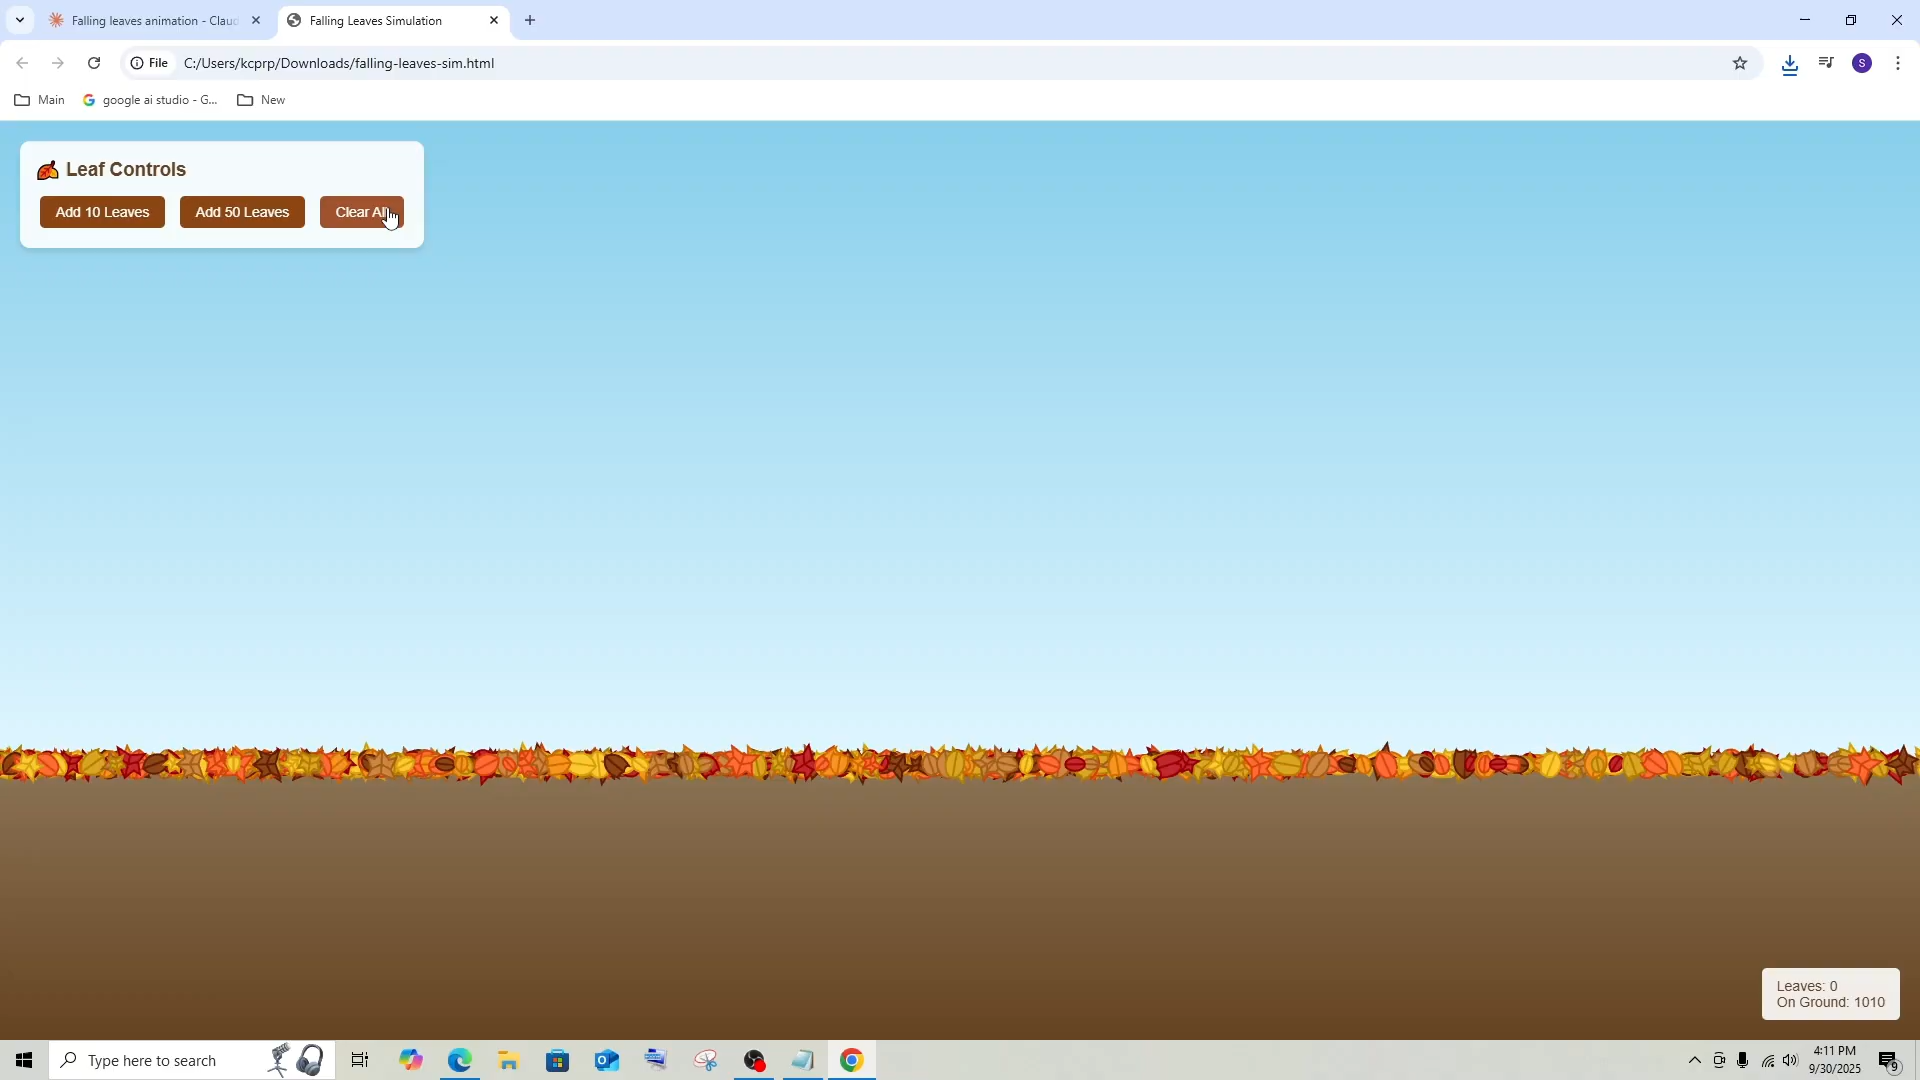 Falling leaves animation - Claud
Falling Leaves Simulation
File
C:/Users/kcprp/Downloads/falling-leaves-sim.html
S
Main
google ai studio - G...
New
Leaf Controls
Add 10 Leaves
Add 50 Leaves
Clear All
Leaves: 0
On Ground: 1010
Type here to search
4:11 PM
9/30/2025
9